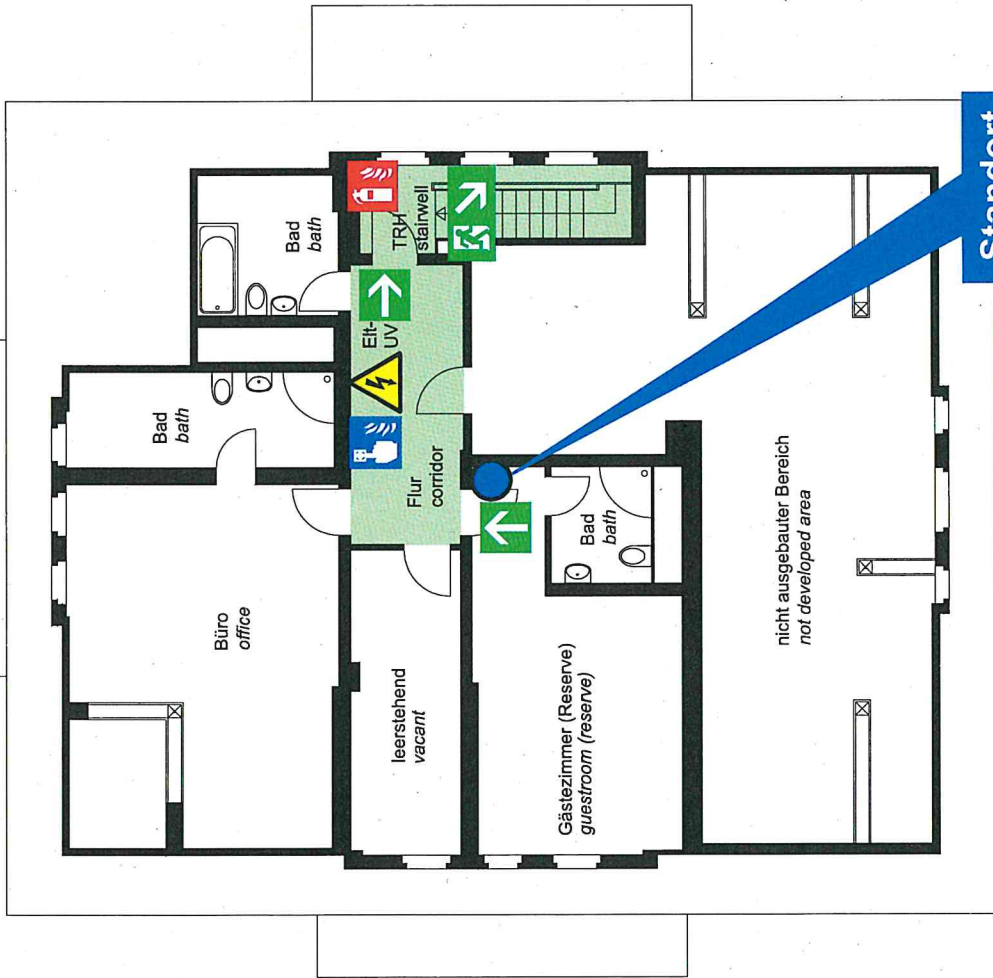 Büro
office
Bad
bath
Bad
bath
leerstehend
vacant
Flur
corridor
Elt-
UV
TRH
stairwell
Gästezimmer (Reserve)
guestroom (reserve)
Bad
bath
nicht ausgebauter Bereich
not developed area
Standort